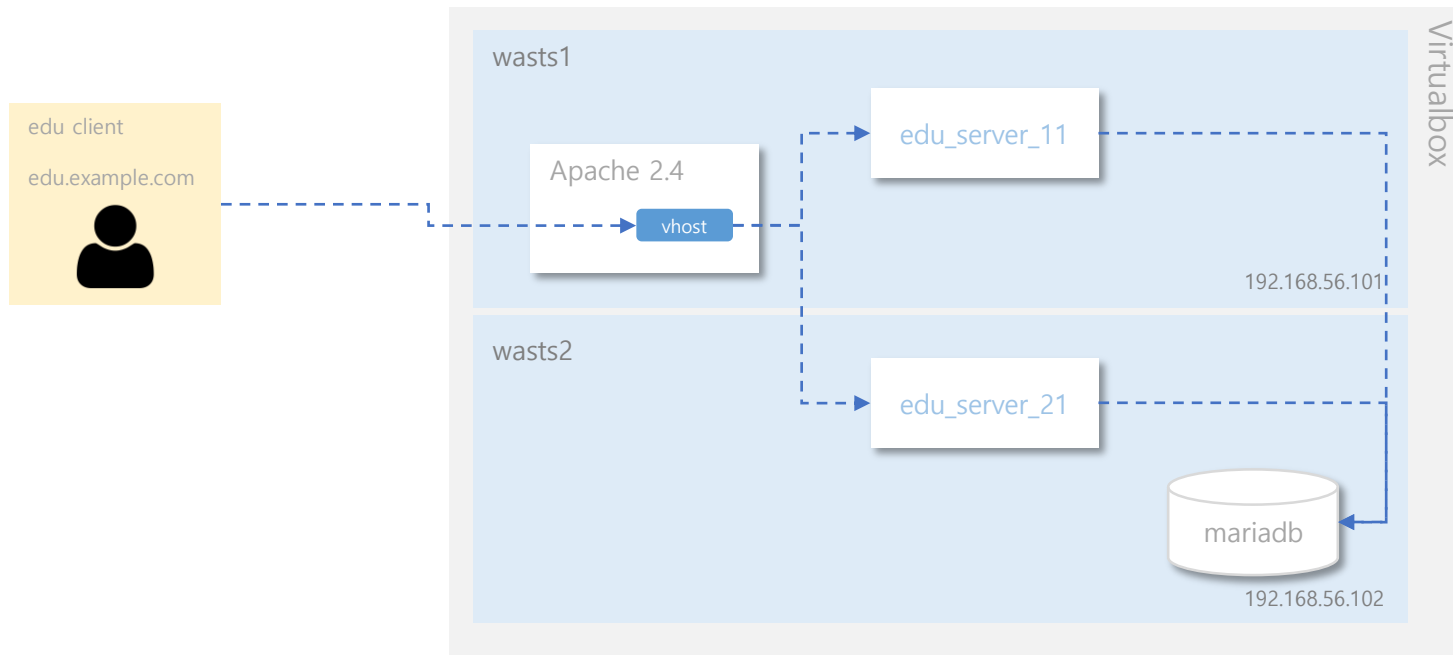 Virtualbox
wasts1
edu client
edu.example.com
Apache 2.4
vhost
edu_server_11
192.168.56.101
wasts2
edu_server_21
mariadb
192.168.56.102